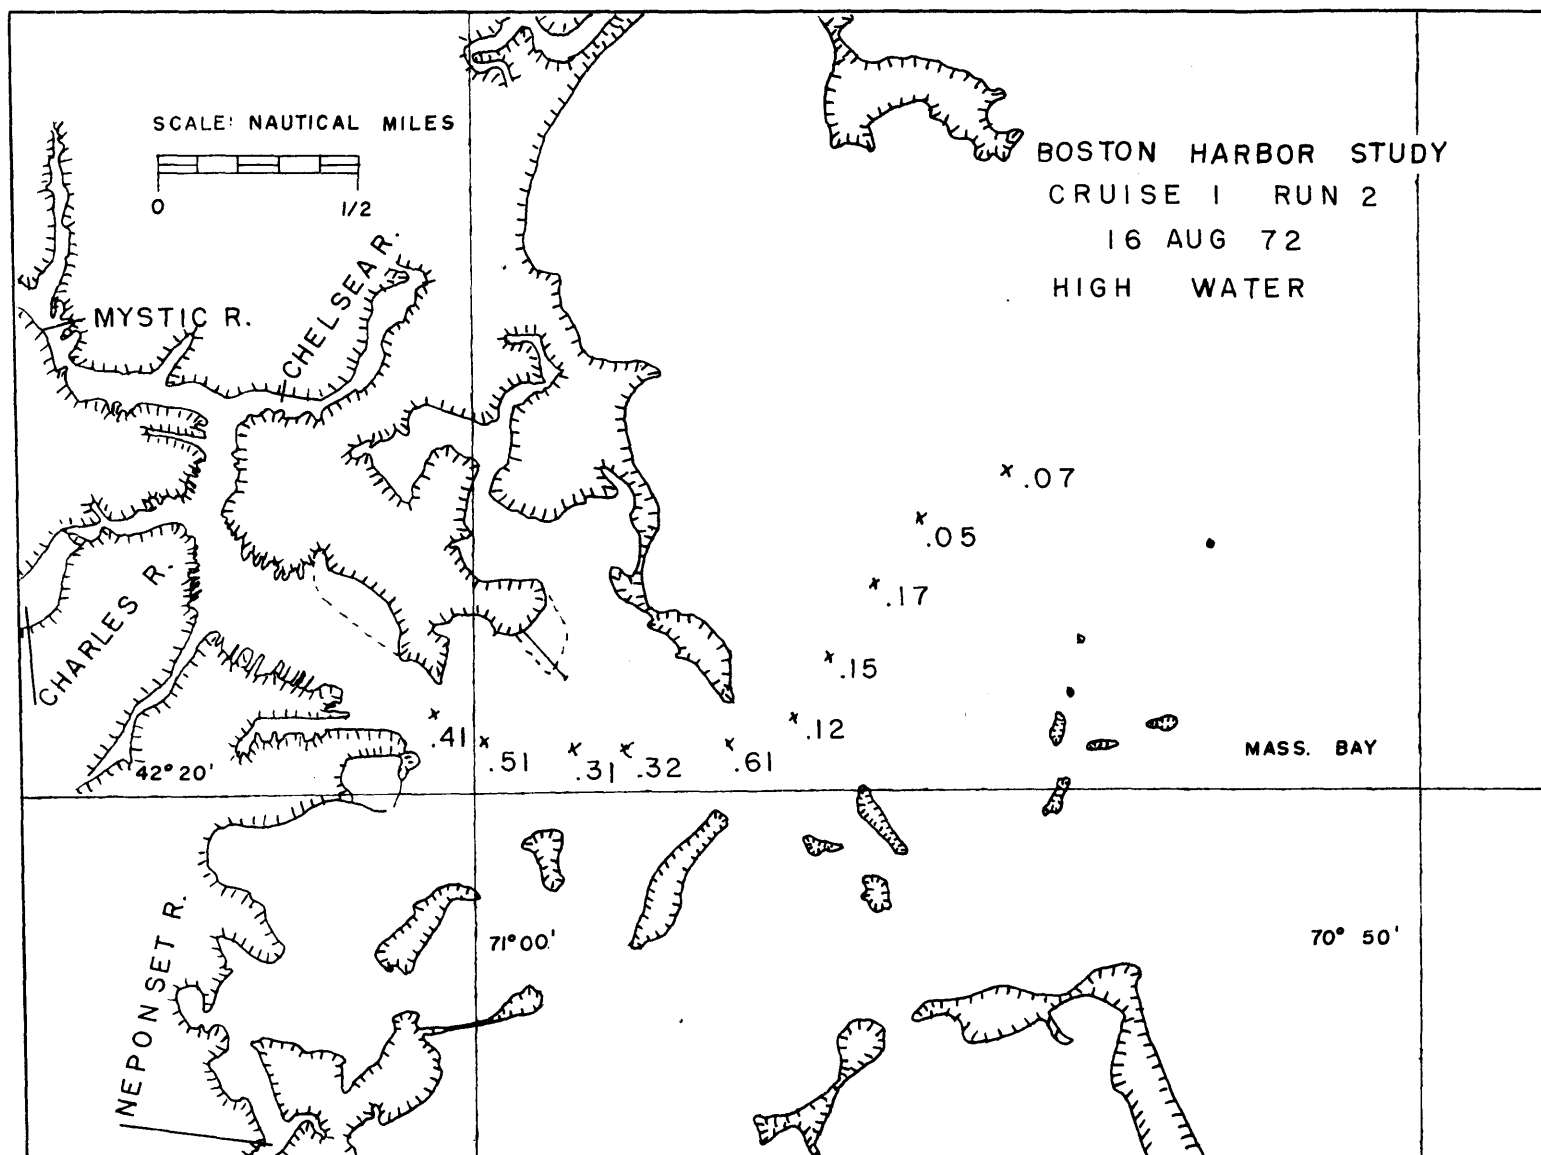 SCALE: NAUTICAL MILES
0 1/2
BOSTON HARBOR STUDY
CRUISE 1 RUN 2
16 AUG 72
HIGH WATER
MYSTIC R.
CHELSEA R.
CHARLES R.
.07
.05
.17
.15
.12
.41
.51
.31
.32
.61
MASS. BAY
42° 20'
71° 00'
70° 50'
NEPONSET R.